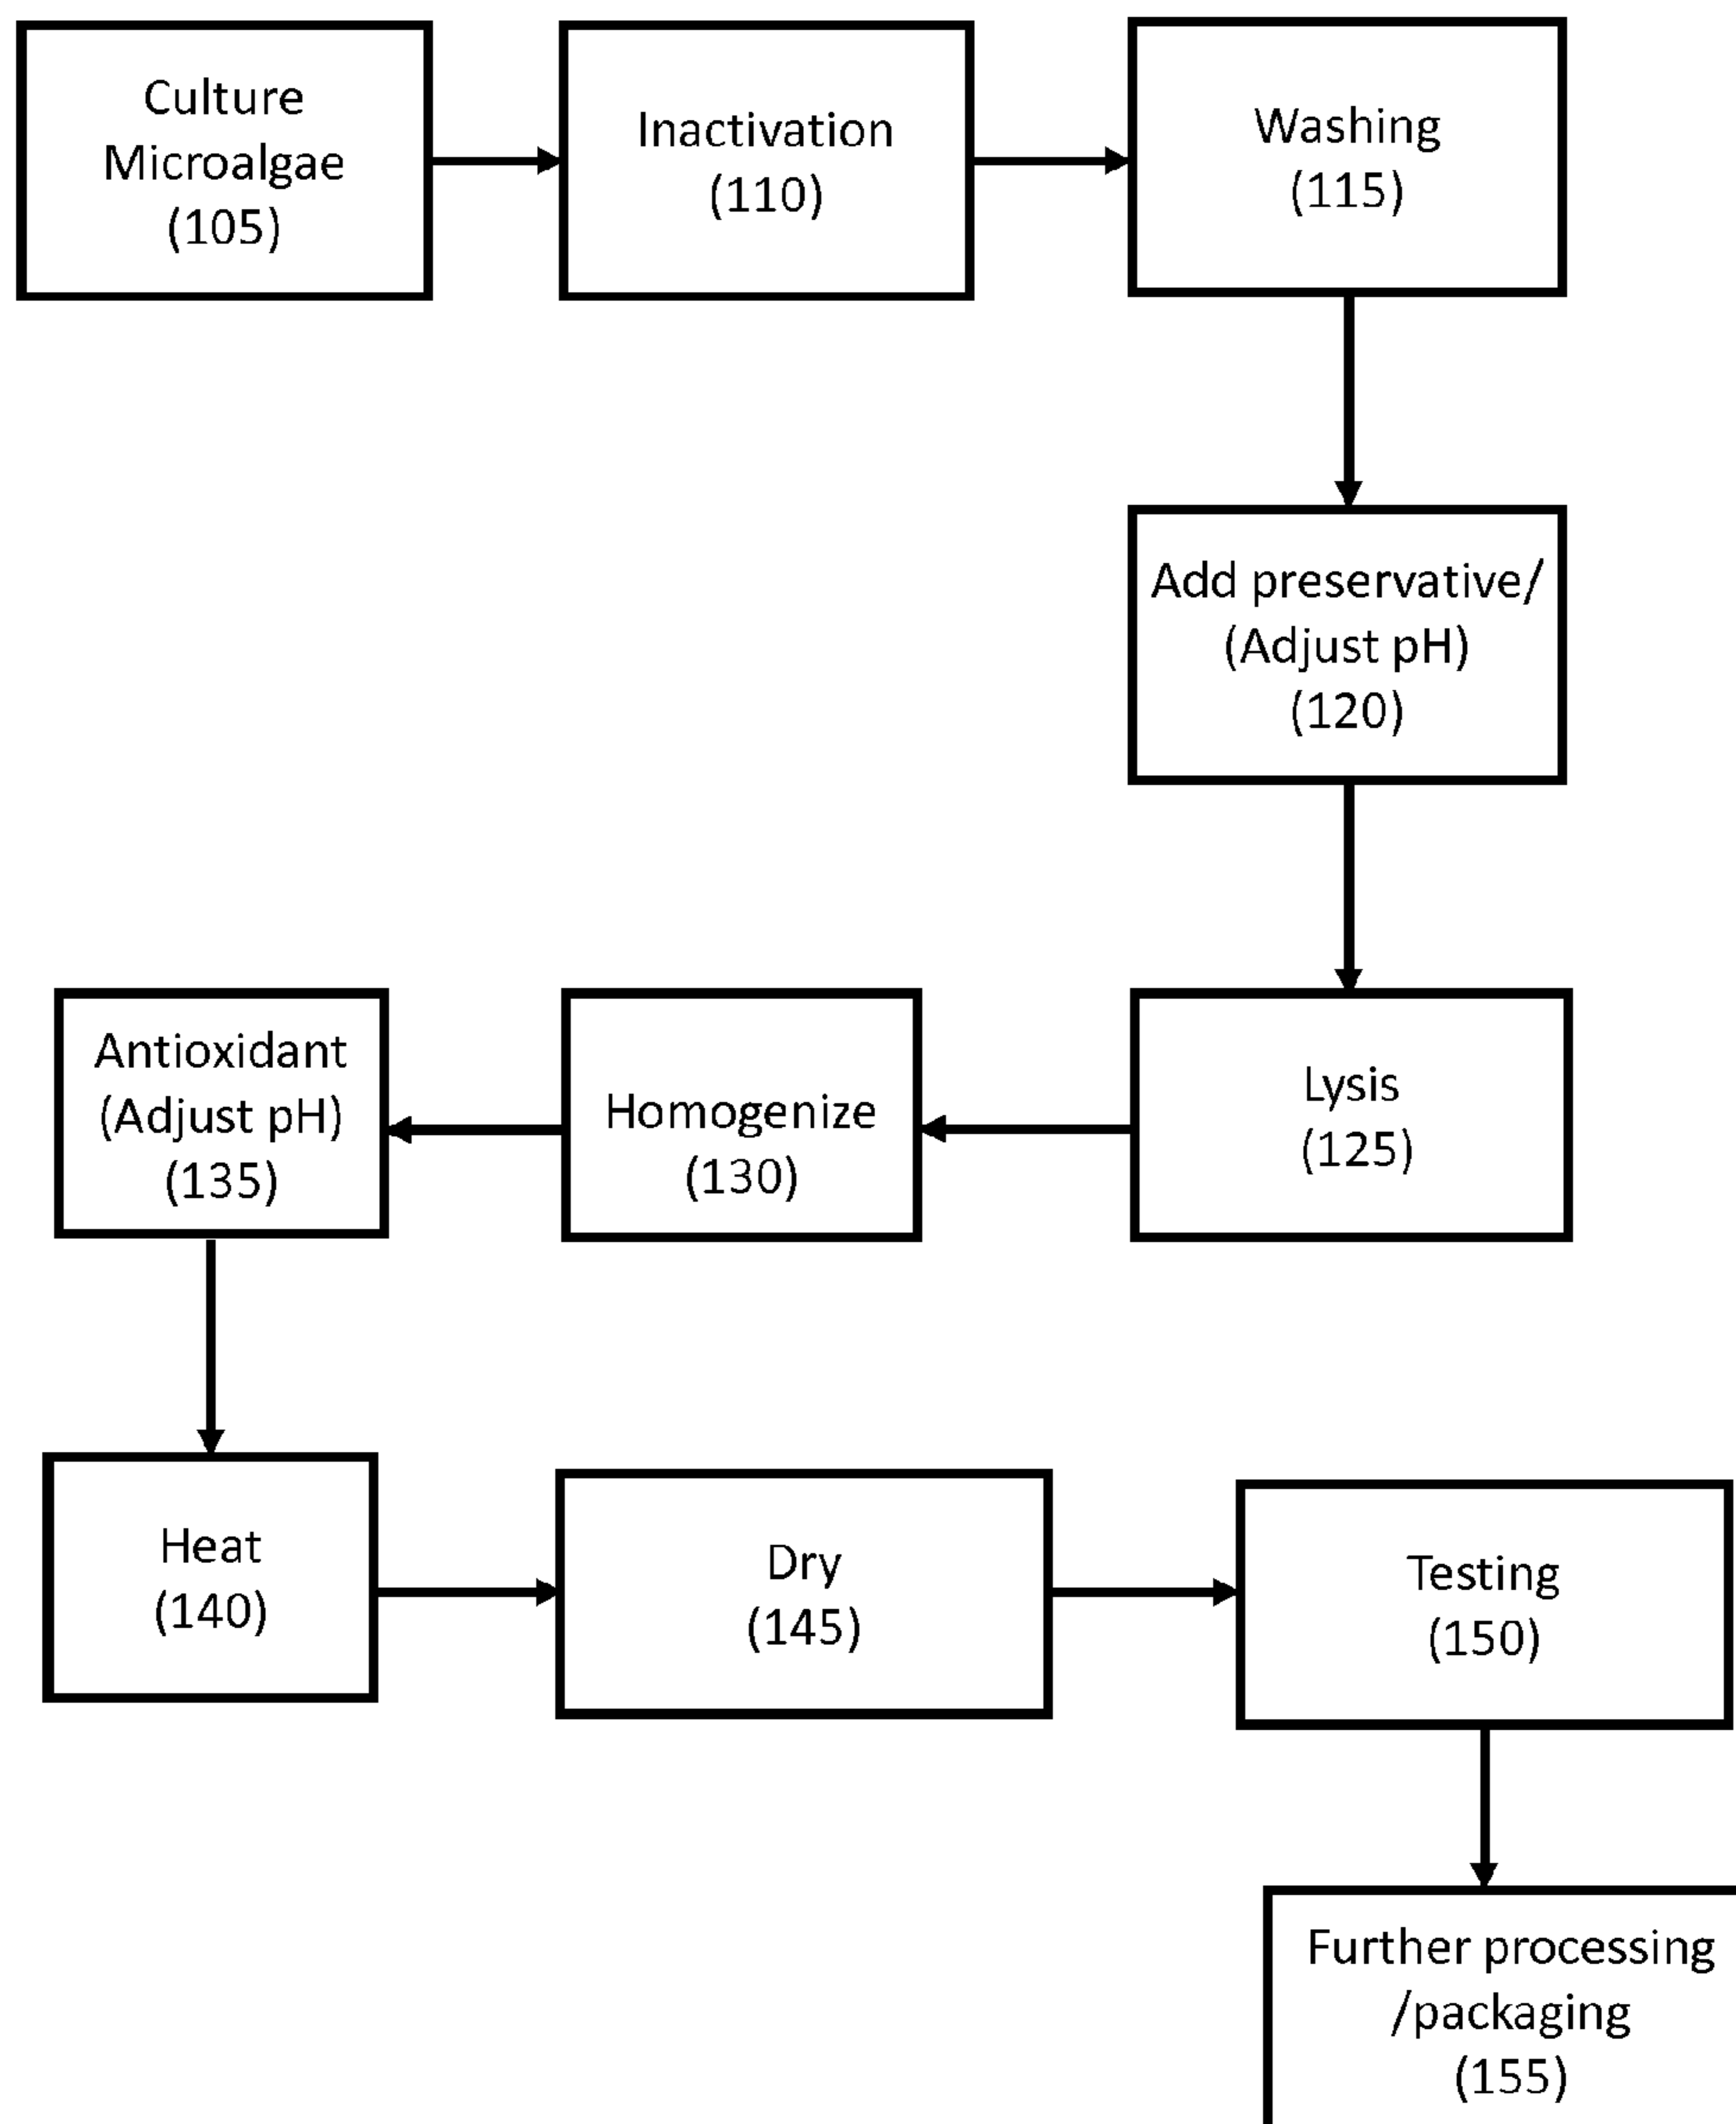 Culture
Microalgae
(105)
Inactivation
(110)
Washing
(115)
Add preservative/
(Adjust pH)
(120)
Lysis
(125)
Homogenize
(130)
Antioxidant
(Adjust pH)
(135)
Heat
(140)
Dry
(145)
Testing
(150)
Further processing
/packaging
(155)